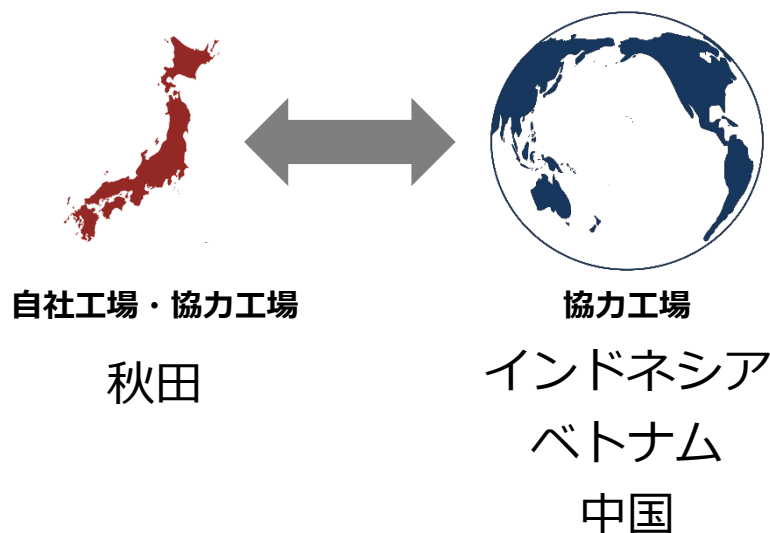 自社工場・協力工場
秋田
協力工場
インドネシア
ベトナム
中国